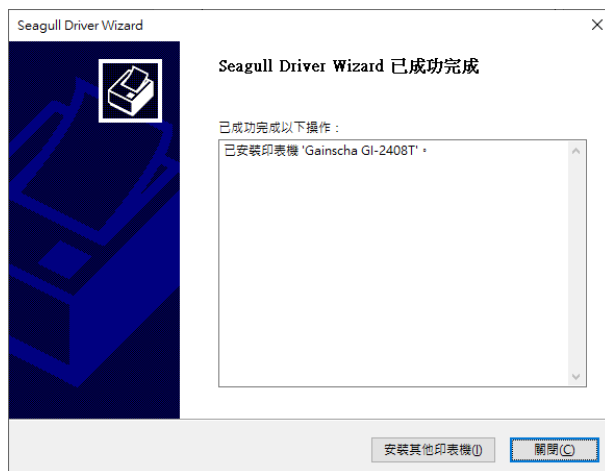 Seagull Driver Wizard
Seagull Driver Wizard 已成功完成
已成功完成以下操作：
已安裝印表機 'Gainscha GI-2408T'。
安裝其他印表機(I)
關閉(C)